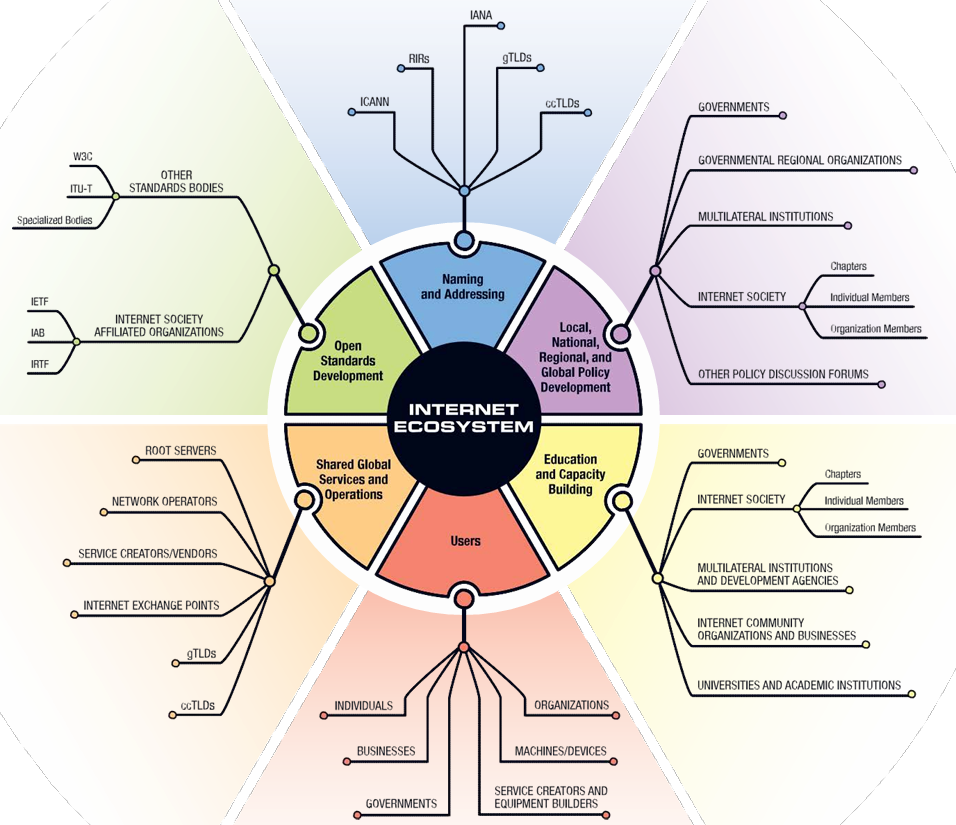 IANA
RIRs
gTLDs
ICANN
ccTLDs
W3C
ITU-T
Specialized Bodies
OTHER
STANDARDS BODIES
IETF
IAB
IRTF
INTERNET SOCIETY
AFFILIATED ORGANIZATIONS
GOVERNMENTS
GOVERNMENTAL REGIONAL ORGANIZATIONS
MULTILATERAL INSTITUTIONS
INTERNET SOCIETY
Chapters
Individual Members
Organization Members
OTHER POLICY DISCUSSION FORUMS
Naming
and Addressing
Open
Standards
Development
Local,
National,
Regional, and
Global Policy
Development
INTERNET
ECOSYSTEM
Shared Global
Services and
Operations
Education
and Capacity
Building
Users
ROOT SERVERS
NETWORK OPERATORS
SERVICE CREATORS/VENDORS
INTERNET EXCHANGE POINTS
gTLDs
ccTLDs
GOVERNMENTS
INTERNET SOCIETY
Chapters
Individual Members
Organization Members
MULTILATERAL INSTITUTIONS
AND DEVELOPMENT AGENCIES
INTERNET COMMUNITY
ORGANIZATIONS AND BUSINESSES
UNIVERSITIES AND ACADEMIC INSTITUTIONS
INDIVIDUALS
BUSINESSES
GOVERNMENTS
ORGANIZATIONS
MACHINES/DEVICES
SERVICE CREATORS AND
EQUIPMENT BUILDERS